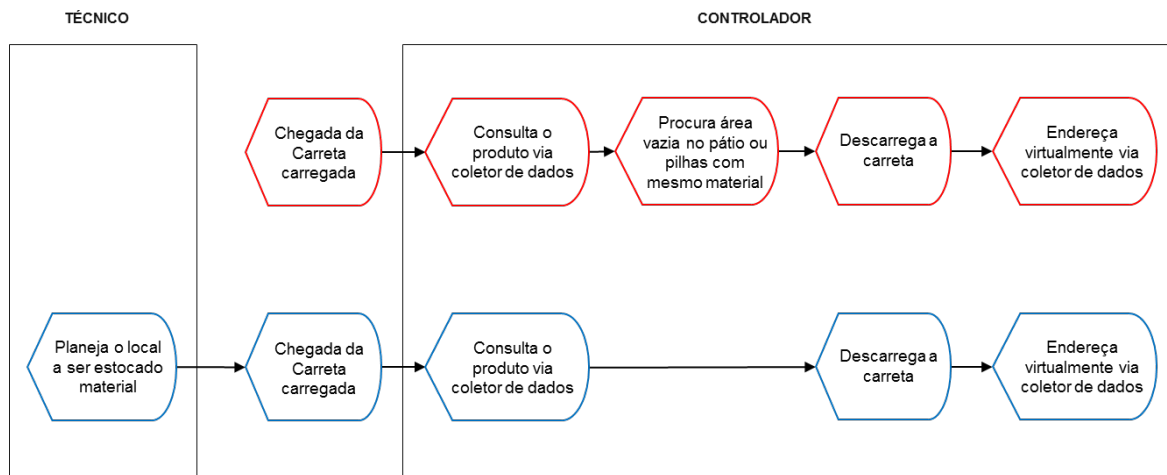 TÉCNICO
CONTROLADOR
Chegada da
Carreta
carregada
Consulta o
produto via
coletor de dados
Procura área
vazia no pátio ou
pilhas com
mesmo material
Descarrega a
carreta
Endereça
virtualmente via
coletor de dados
Planeja o local
a ser estocado
material
Chegada da
Carreta
carregada
Consulta o
produto via
coletor de dados
Descarrega a
carreta
Endereça
virtualmente via
coletor de dados